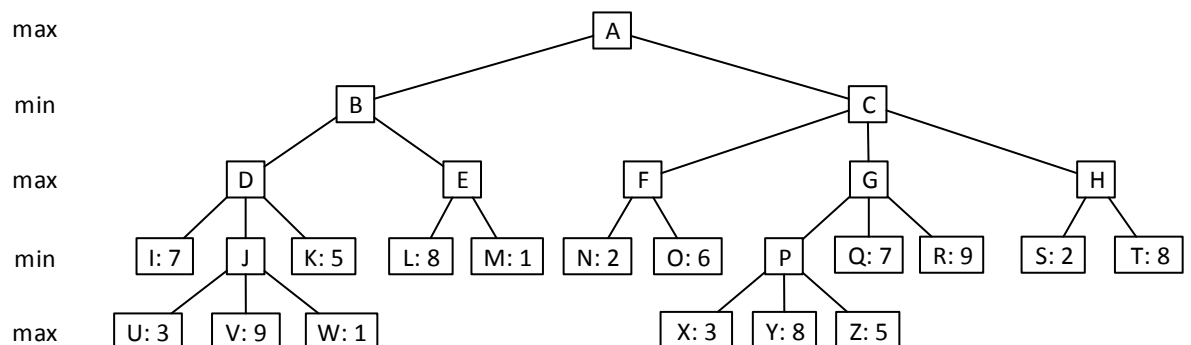 max A
min B C
max D E F G H
min I: 7 J K: 5 L: 8 M: 1 N: 2 O: 6 P Q: 7 R: 9 S: 2 T: 8
max U: 3 V: 9 W: 1 X: 3 Y: 8 Z: 5